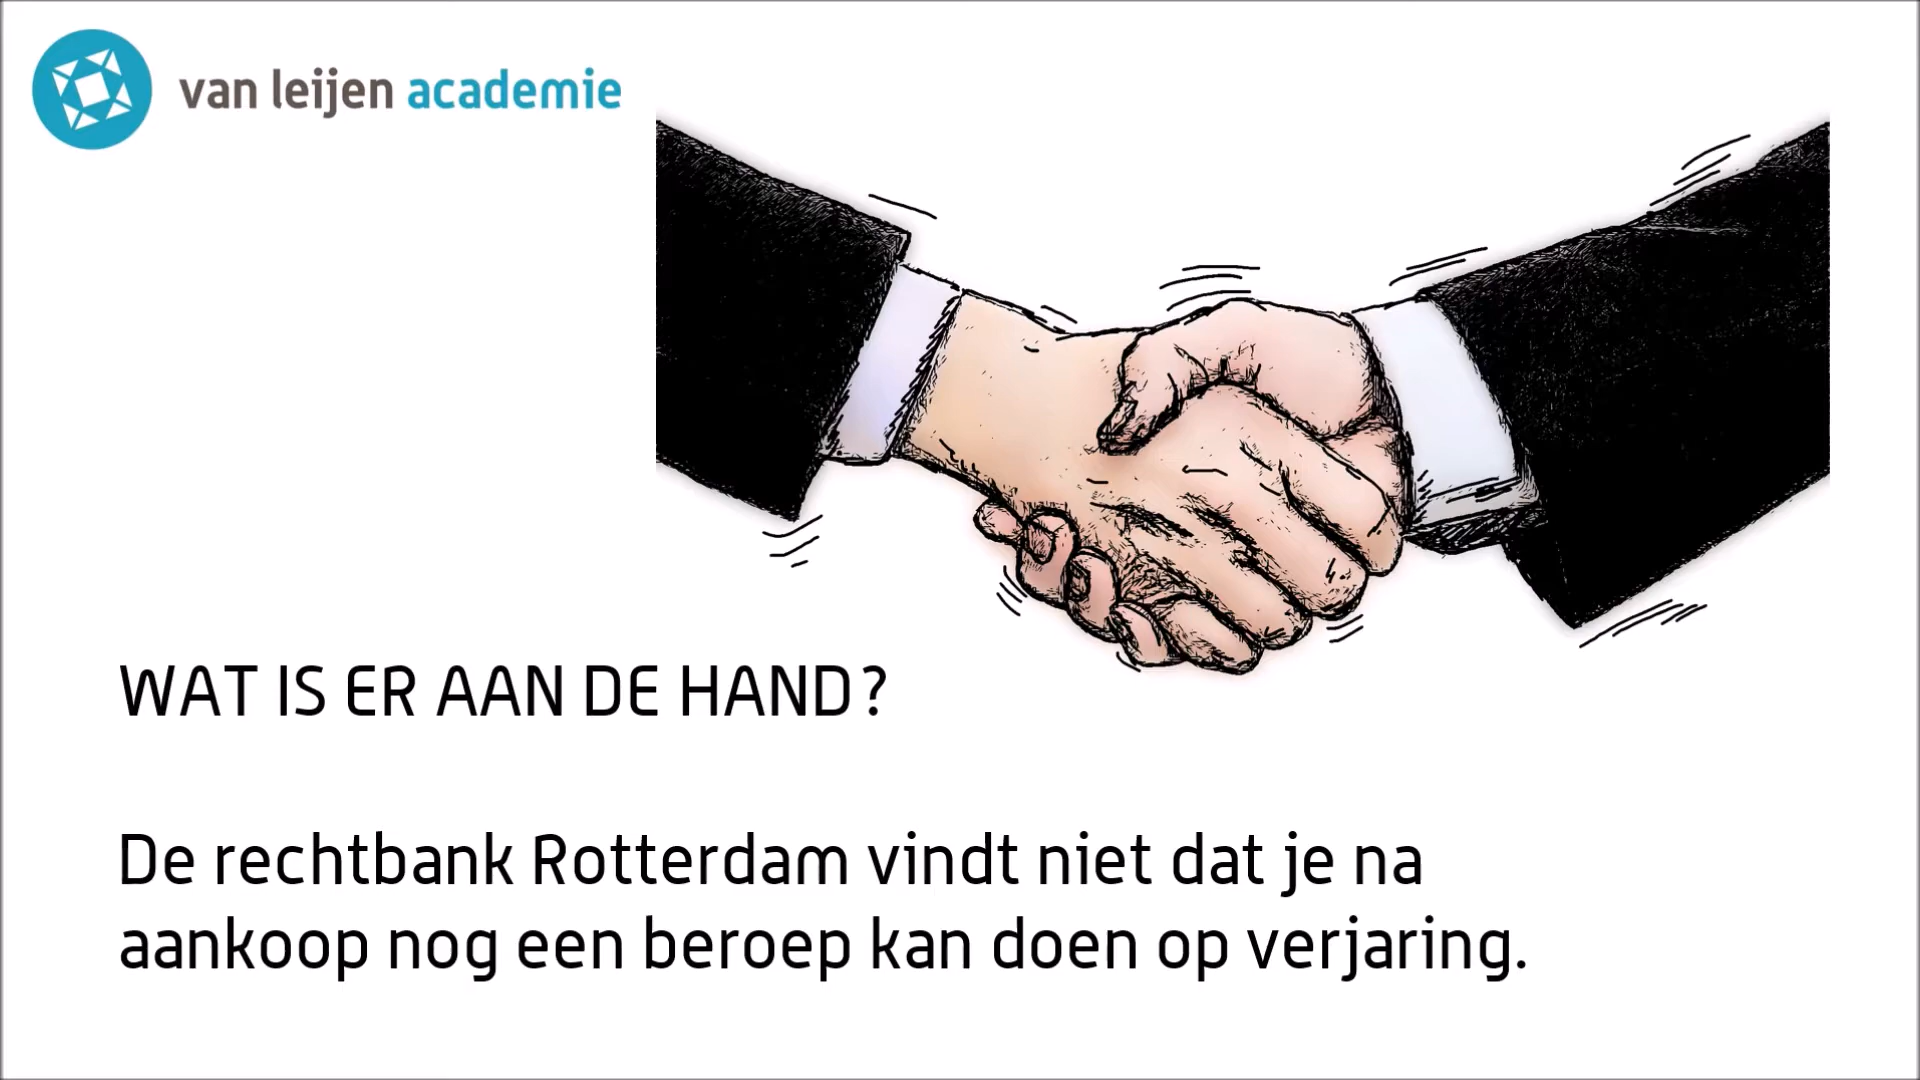 van leijen academie
WAT IS ER AAN DE HAND?
De rechtbank Rotterdam vindt niet dat je na
aankoop nog een beroep kan doen op verjaring.